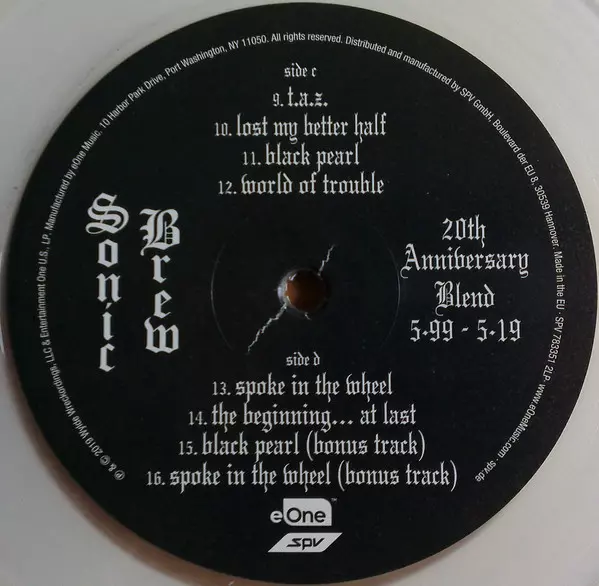 side c
9. t.a.z.
10. lost my better half
11. black pearl
12. world of trouble
Sonic
Brew
20th
Anniversary
Blend
5·99 - 5·19
side d
13. spoke in the wheel
14. the beginning... at last
15. black pearl (bonus track)
16. spoke in the wheel (bonus track)
eOne™
SPV
℗ & © 2019 Wylde Wreckordings, LLC & Entertainment One U.S., LP. Manufactured by eOne Music. 10 Harbor Park Drive, Port Washington, NY 11050. All rights reserved. Distributed and manufactured by SPV GmbH, Boulevard der EU 8, 30539 Hannover. Made in the EU · SPV 783351 2LP · www.eOneMusic.com · spv.de